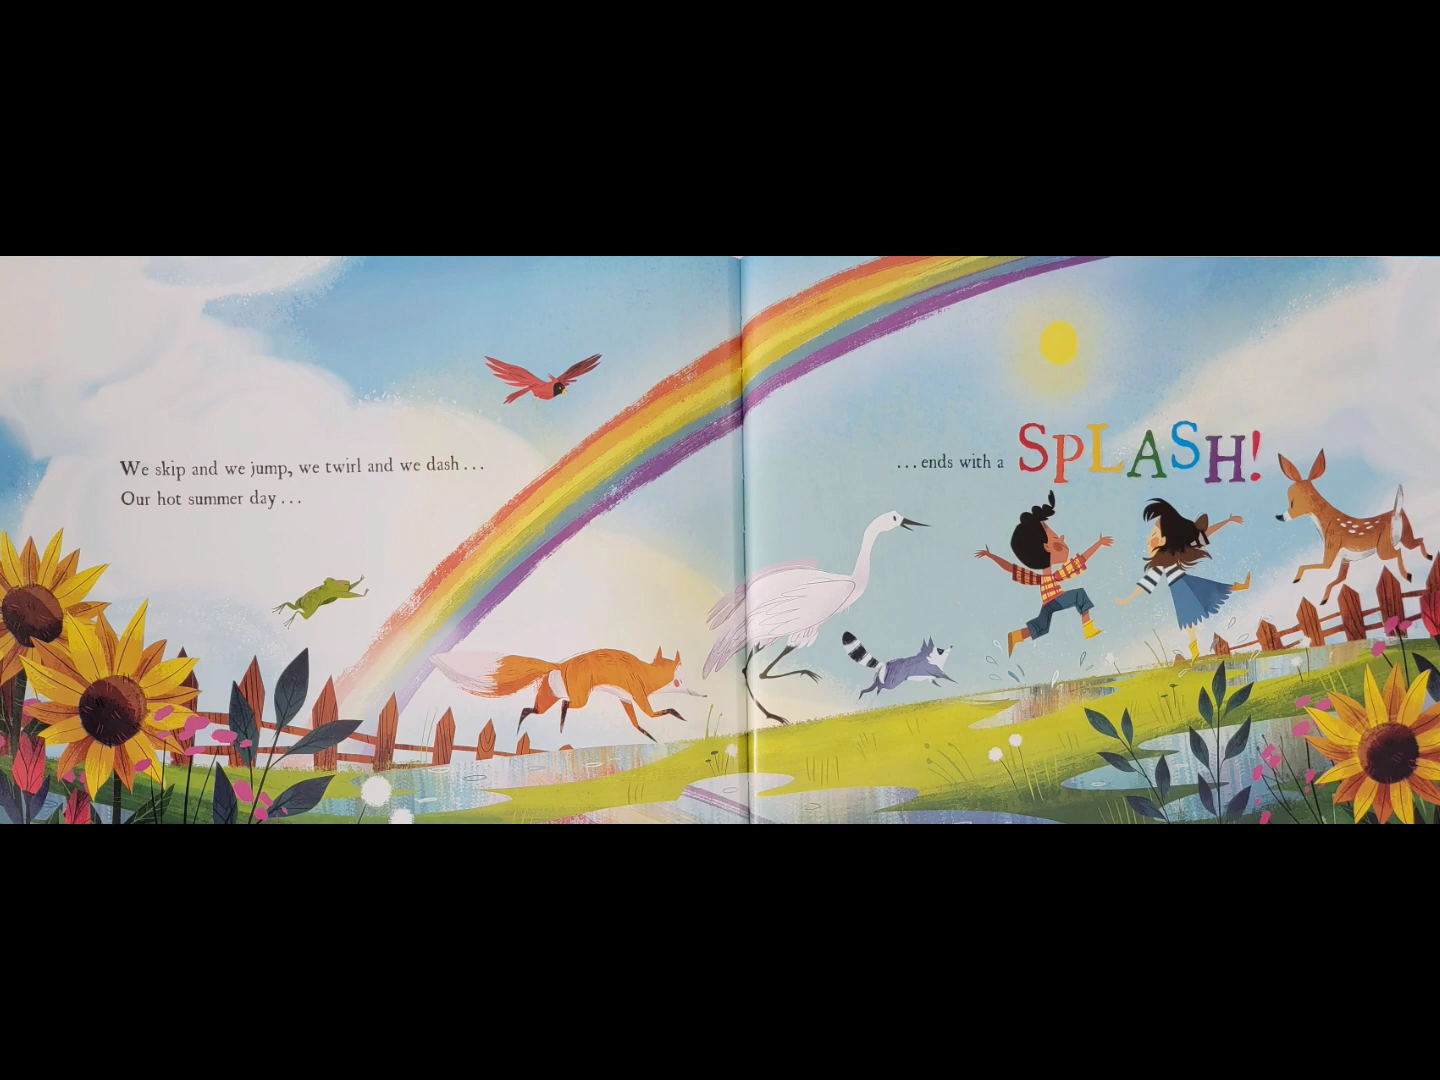 We skip and we jump, we twirl and we dash . . .
Our hot summer day . . .
. . . ends with a SPLASH!